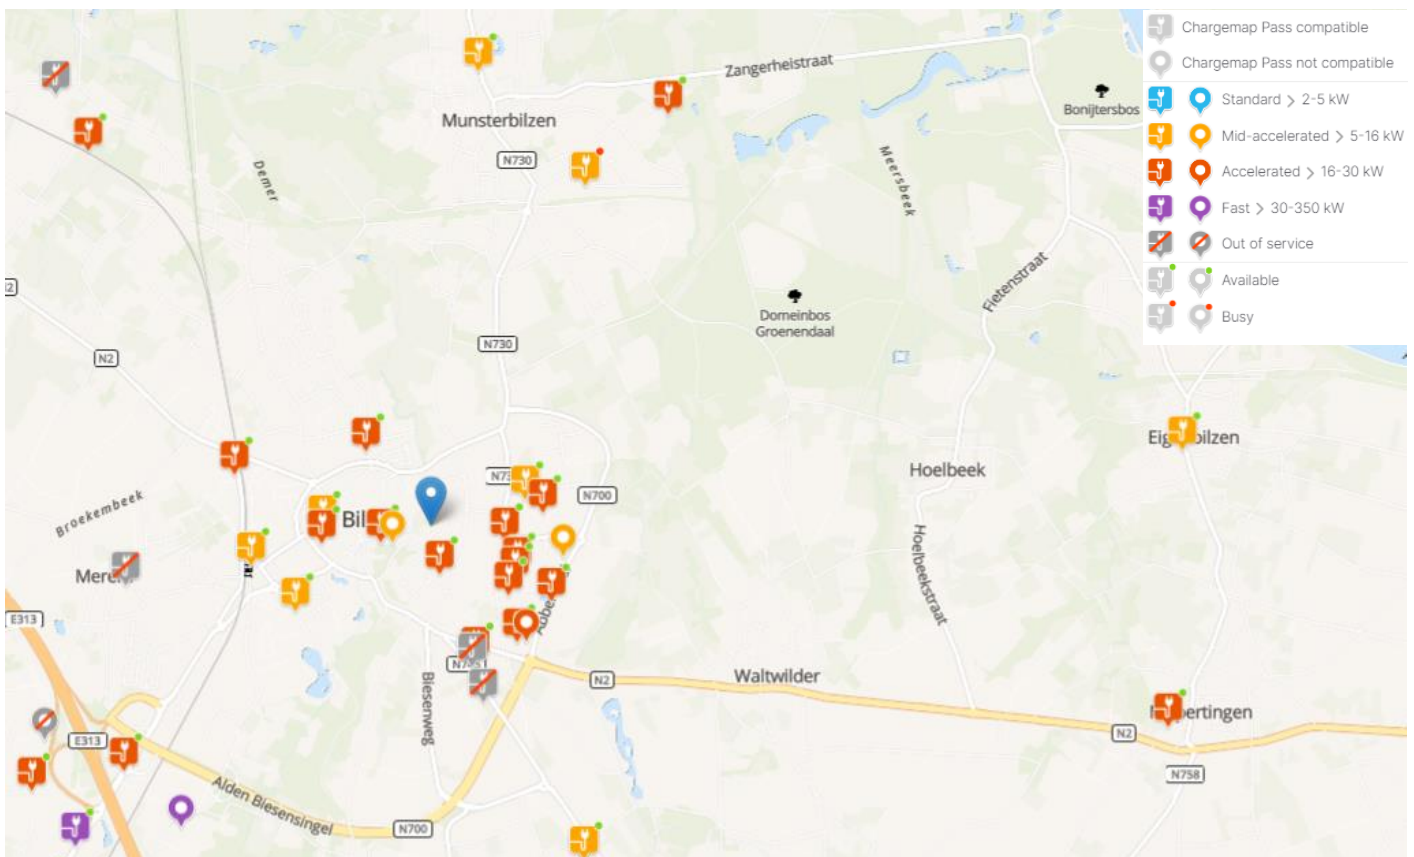 Chargemap Pass compatible
Chargemap Pass not compatible
Standard > 2-5 kW
Mid-accelerated > 5-16 kW
Accelerated > 16-30 kW
Fast > 30-350 kW
Out of service
Available
Busy
Zangerheistraat
Bonijtersbos
Munsterbilzen
N730
Demer
Meersbeek
Fietenstraat
Domeinbos
Groenendaal
N730
N2
Hoelbeek
N700
Broekembeek
Bil
Hoelbeekstraat
E313
Waltwilder
N2
Biesenweg
E313
N2
N758
Alden Biesensingel
N700